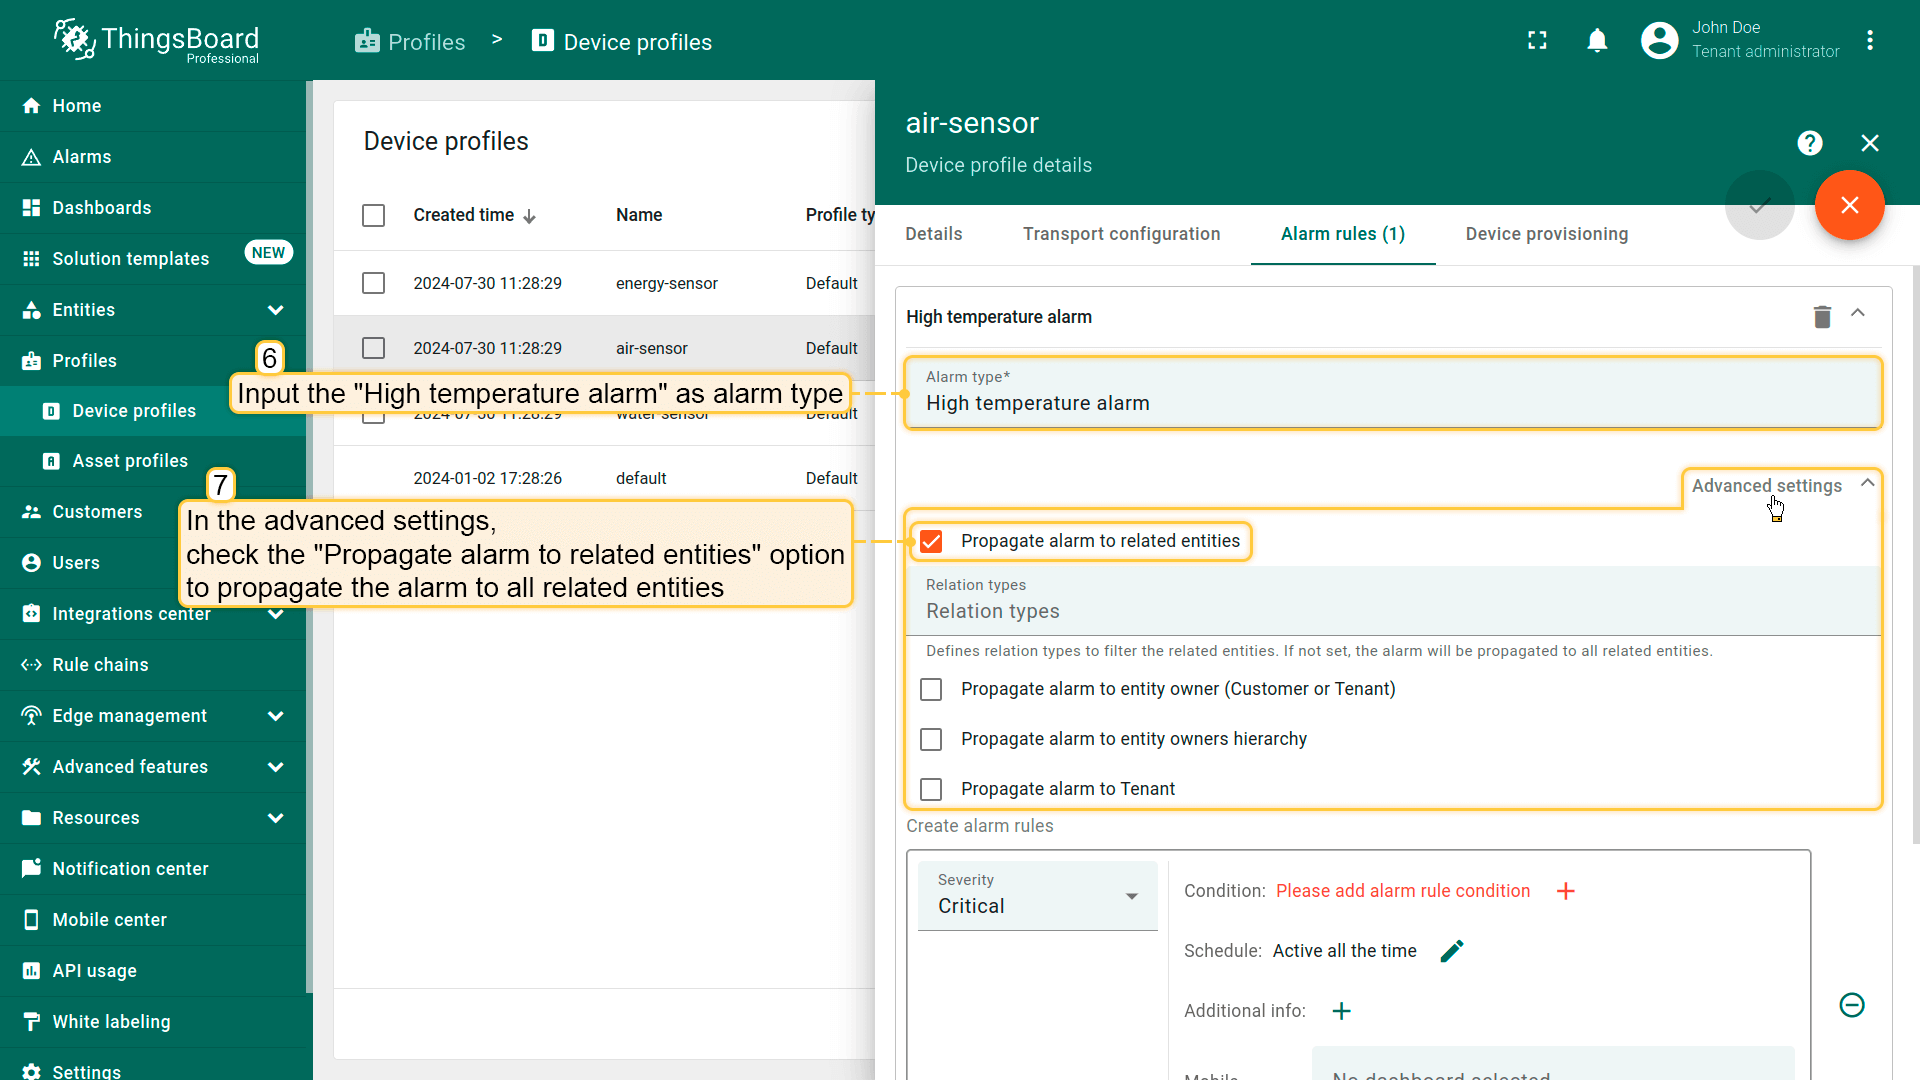 ThingsBoard
Professional
Profiles > Device profiles
John Doe
Tenant administrator
Home
Alarms
Dashboards
Solution templates NEW
Entities
Profiles
Device profiles
Asset profiles
Customers
Users
Integrations center
Rule chains
Edge management
Advanced features
Resources
Notification center
Mobile center
API usage
White labeling
Settings
Device profiles
Created time Name Profile ty
2024-07-30 11:28:29 energy-sensor Default
2024-07-30 11:28:29 air-sensor Default
2024-07-30 11:28:29 water-sensor Default
2024-01-02 17:28:26 default Default
6
Input the "High temperature alarm" as alarm type
7
In the advanced settings,
check the "Propagate alarm to related entities" option
to propagate the alarm to all related entities
air-sensor
Device profile details
Details Transport configuration Alarm rules (1) Device provisioning
High temperature alarm
Alarm type*
High temperature alarm
Advanced settings
Propagate alarm to related entities
Relation types
Relation types
Defines relation types to filter the related entities. If not set, the alarm will be propagated to all related entities.
Propagate alarm to entity owner (Customer or Tenant)
Propagate alarm to entity owners hierarchy
Propagate alarm to Tenant
Create alarm rules
Severity
Critical
Condition: Please add alarm rule condition
Schedule: Active all the time
Additional info:
Mobile
No dashboard selected